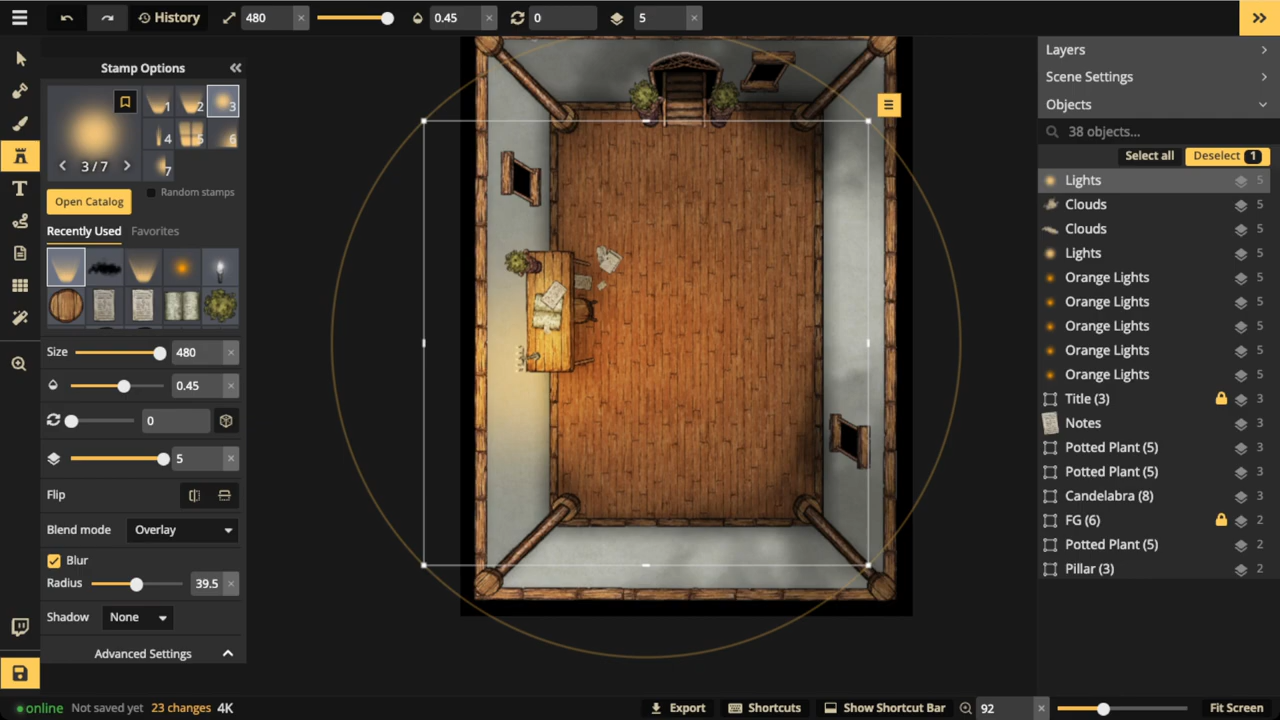 History 480 × 0.45 × 0 5 ×
Stamp Options
1 2 3
4 5 6
3 / 7 7
Open Catalog Random stamps
Recently Used Favorites
Size 480 ×
0.45 ×
0
5 ×
Flip
Blend mode Overlay
Blur
Radius 39.5 ×
Shadow None
Advanced Settings
Layers
Scene Settings
Objects
38 objects...
Select all Deselect 1
Lights 5
Clouds 5
Clouds 5
Lights 5
Orange Lights 5
Orange Lights 5
Orange Lights 5
Orange Lights 5
Orange Lights 5
Title (3) 3
Notes 3
Potted Plant (5) 3
Potted Plant (5) 3
Candelabra (8) 3
FG (6) 2
Potted Plant (5) 2
Pillar (3) 2
online Not saved yet 23 changes 4K Export Shortcuts Show Shortcut Bar 92 × Fit Screen